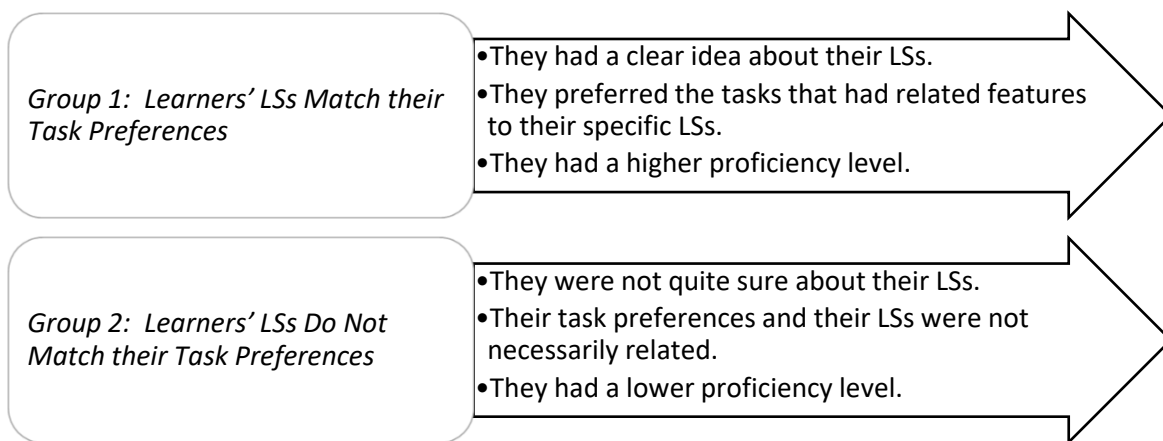 Group 1:  Learners’ LSs Match their
Task Preferences
•They had a clear idea about their LSs.
•They preferred the tasks that had related features
to their specific LSs.
•They had a higher proficiency level.
Group 2:  Learners’ LSs Do Not
Match their Task Preferences
•They were not quite sure about their LSs.
•Their task preferences and their LSs were not
necessarily related.
•They had a lower proficiency level.